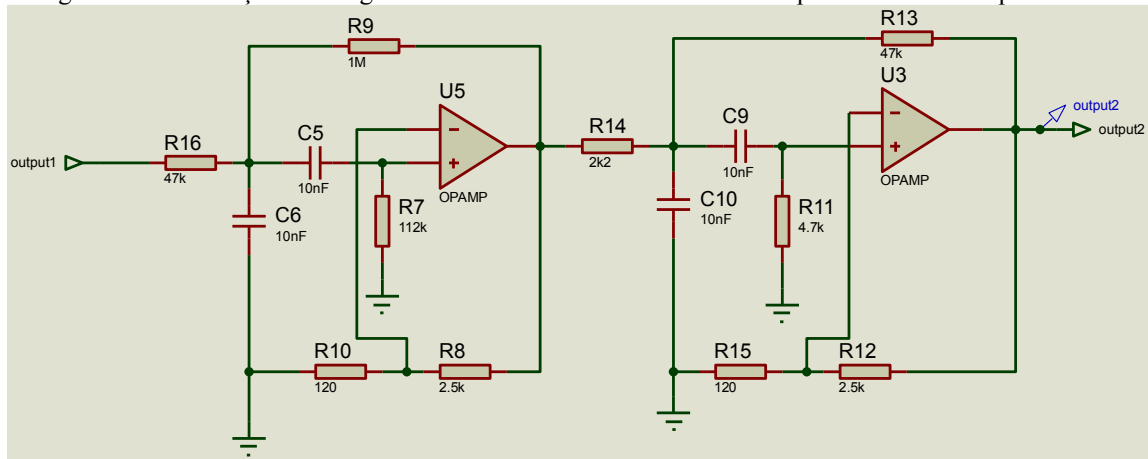 R9
1M
R13
47k
U5
U3
output2
R16
47k
C5
10nF
R14
2k2
C9
10nF
output1
output2
OPAMP
OPAMP
C6
10nF
R7
112k
C10
10nF
R11
4.7k
R10
120
R8
2.5k
R15
120
R12
2.5k